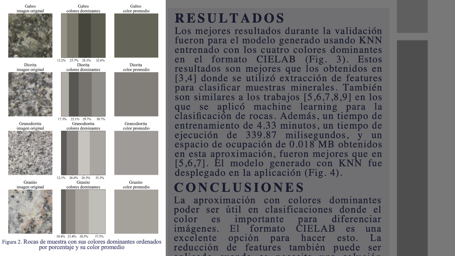 Gabro
imagen original
Gabro
colores dominantes
Gabro
color promedio
Diorita
imagen original
Diorita
colores dominantes
Diorita
color promedio
Granodiorita
imagen original
Granodiorita
colores dominantes
Granodiorita
color promedio
Granito
imagen original
Granito
colores dominantes
Granito
color promedio
Figura 2. Rocas de muestra con sus colores dominantes ordenados
por porcentaje y su color promedio
RESULTADOS
Los mejores resultados durante la validación
fueron para el modelo generado usando KNN
entrenado con los cuatro colores dominantes
en el formato CIELAB (Fig. 3). Estos
resultados son mejores que los obtenidos en
[3,4] donde se utilizó extracción de features
para clasificar muestras minerales. También
son similares a los trabajos [5,6,7,8,9] en los
que se aplicó machine learning para la
clasificación de rocas. Además, un tiempo de
entrenamiento de 4.33 minutos, un tiempo de
ejecución de 339.87 milisegundos, y un
espacio de ocupación de 0.018 MB obtenidos
en esta aproximación, fueron mejores que en
[5,6,7]. El modelo generado con KNN fue
desplegado en la aplicación (Fig. 4).
CONCLUSIONES
La aproximación con colores dominantes
poder ser útil en clasificaciones donde el
color es importante para diferenciar
imágenes. El formato CIELAB es una
excelente opción para hacer esto. La
reducción de features también puede ser